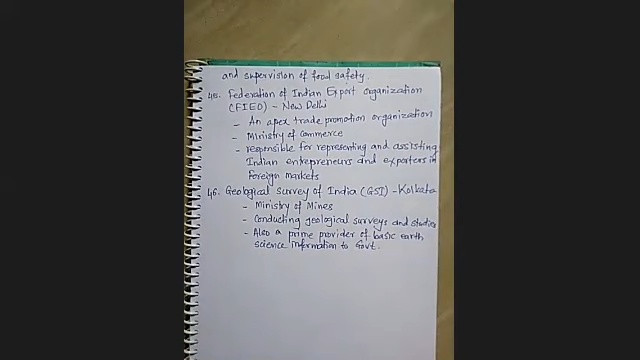 and supervision of food safety.
45. Federation of Indian Export Organization
(FIEO) - New Delhi
- An apex trade promotion organization
- Ministry of commerce
- responsible for representing and assisting
Indian entrepreneurs and exporters in
foreign markets
46. Geological Survey of India (GSI) - Kolkata
- Ministry of Mines
- Conducting geological surveys and studies
- Also a prime provider of basic earth
science information to Govt.